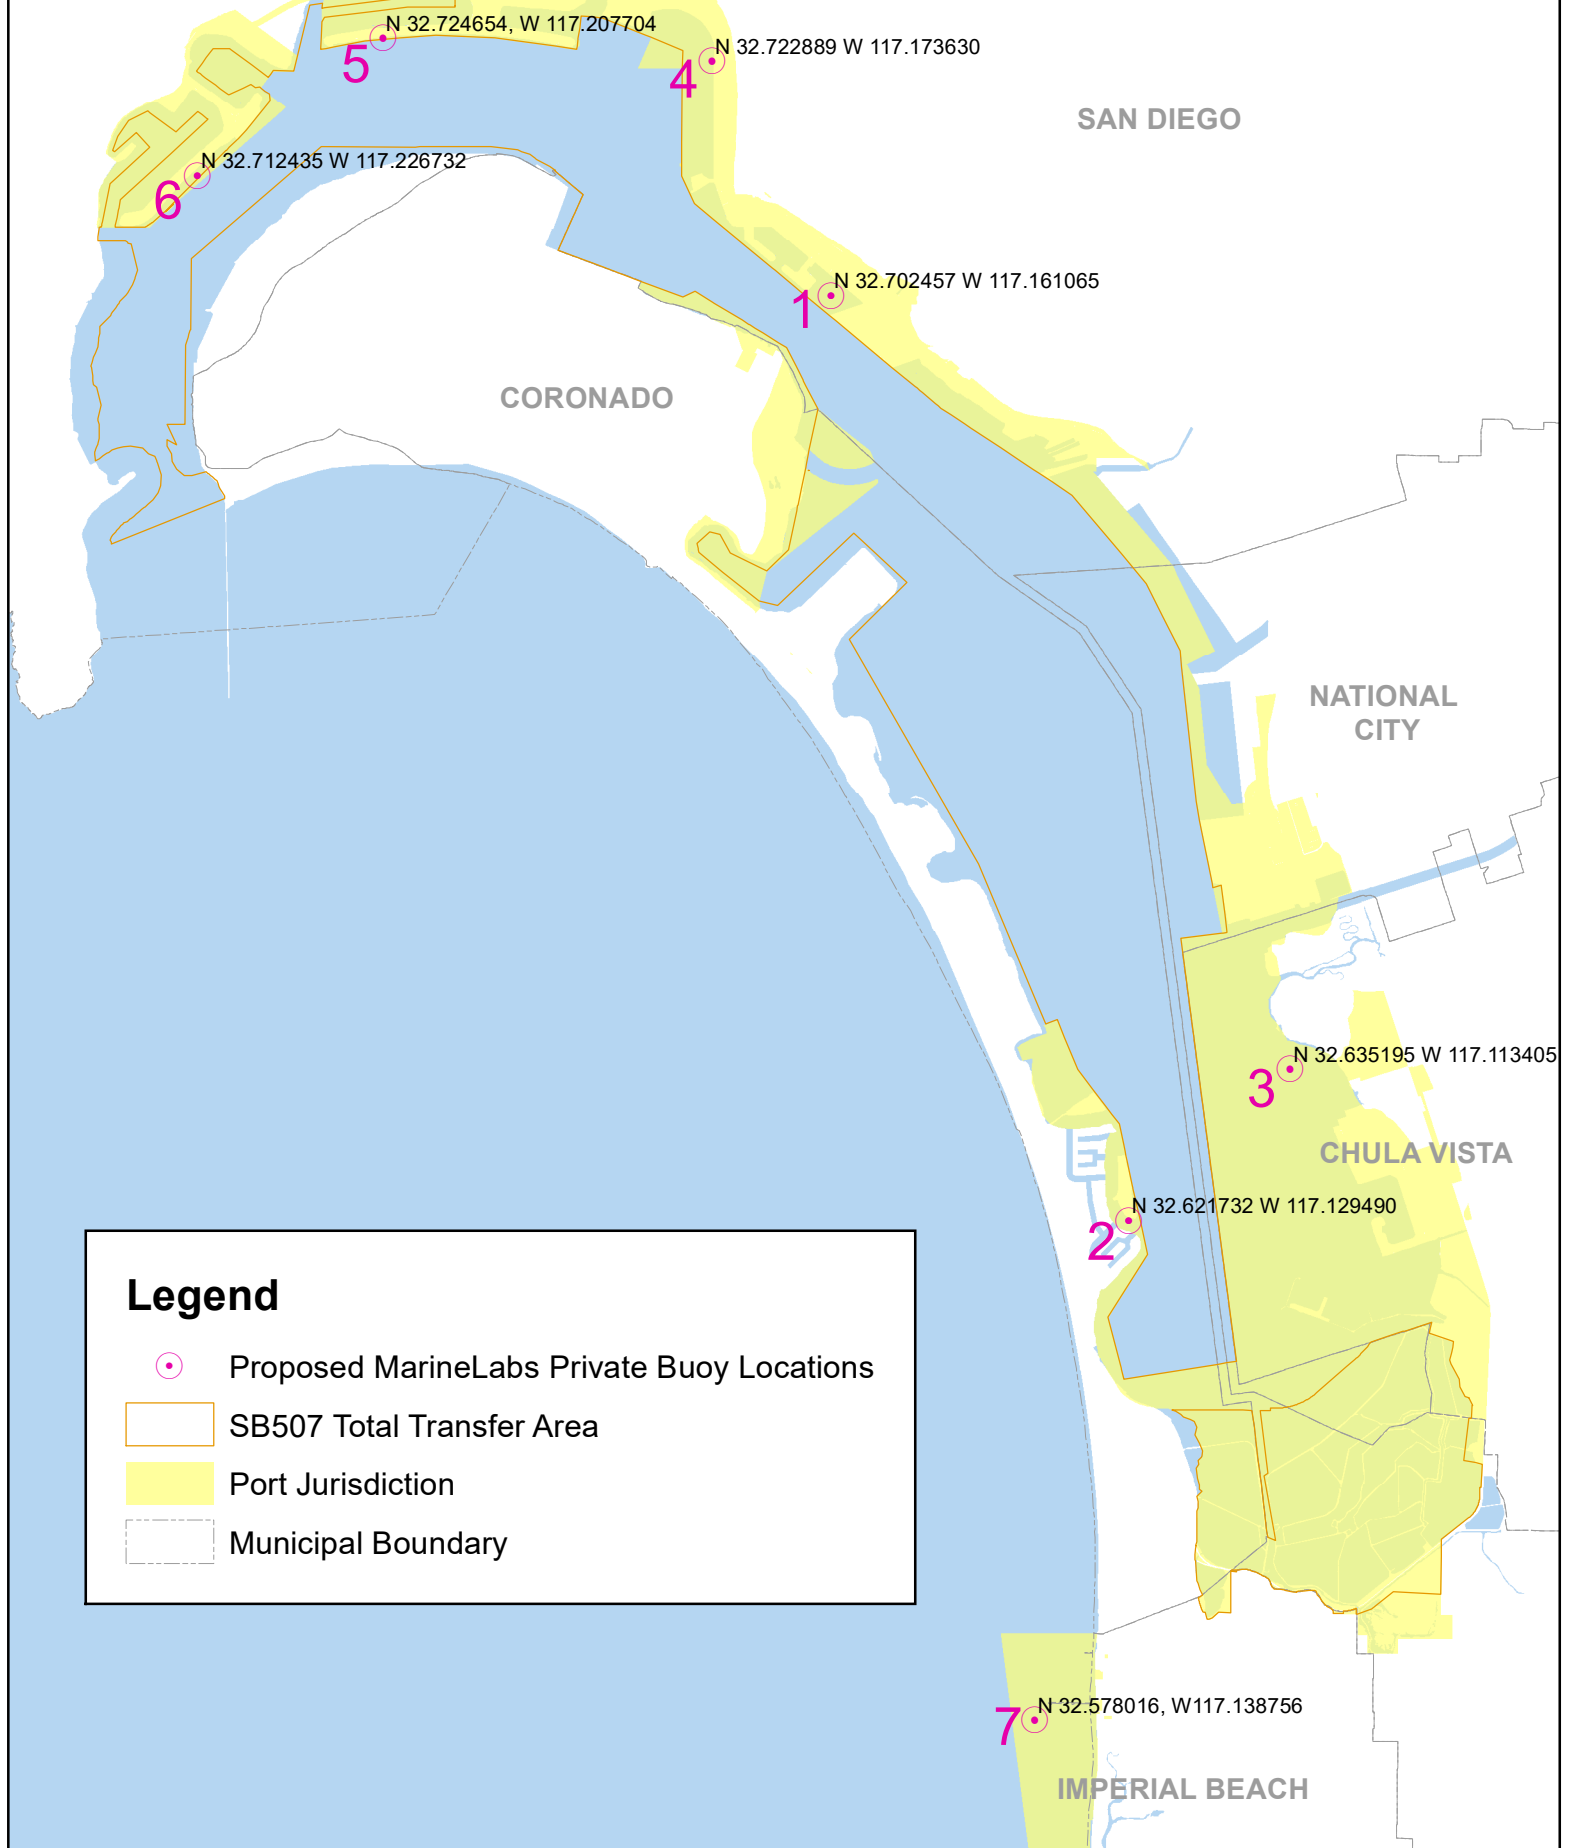 N 32.724654, W 117.207704
5
N 32.722889 W 117.173630
4
SAN DIEGO
N 32.712435 W 117.226732
6
N 32.702457 W 117.161065
1
CORONADO
NATIONAL
CITY
N 32.635195 W 117.113405
3
CHULA VISTA
N 32.621732 W 117.129490
2
Legend
Proposed MarineLabs Private Buoy Locations
SB507 Total Transfer Area
Port Jurisdiction
Municipal Boundary
N 32.578016, W117.138756
7
IMPERIAL BEACH